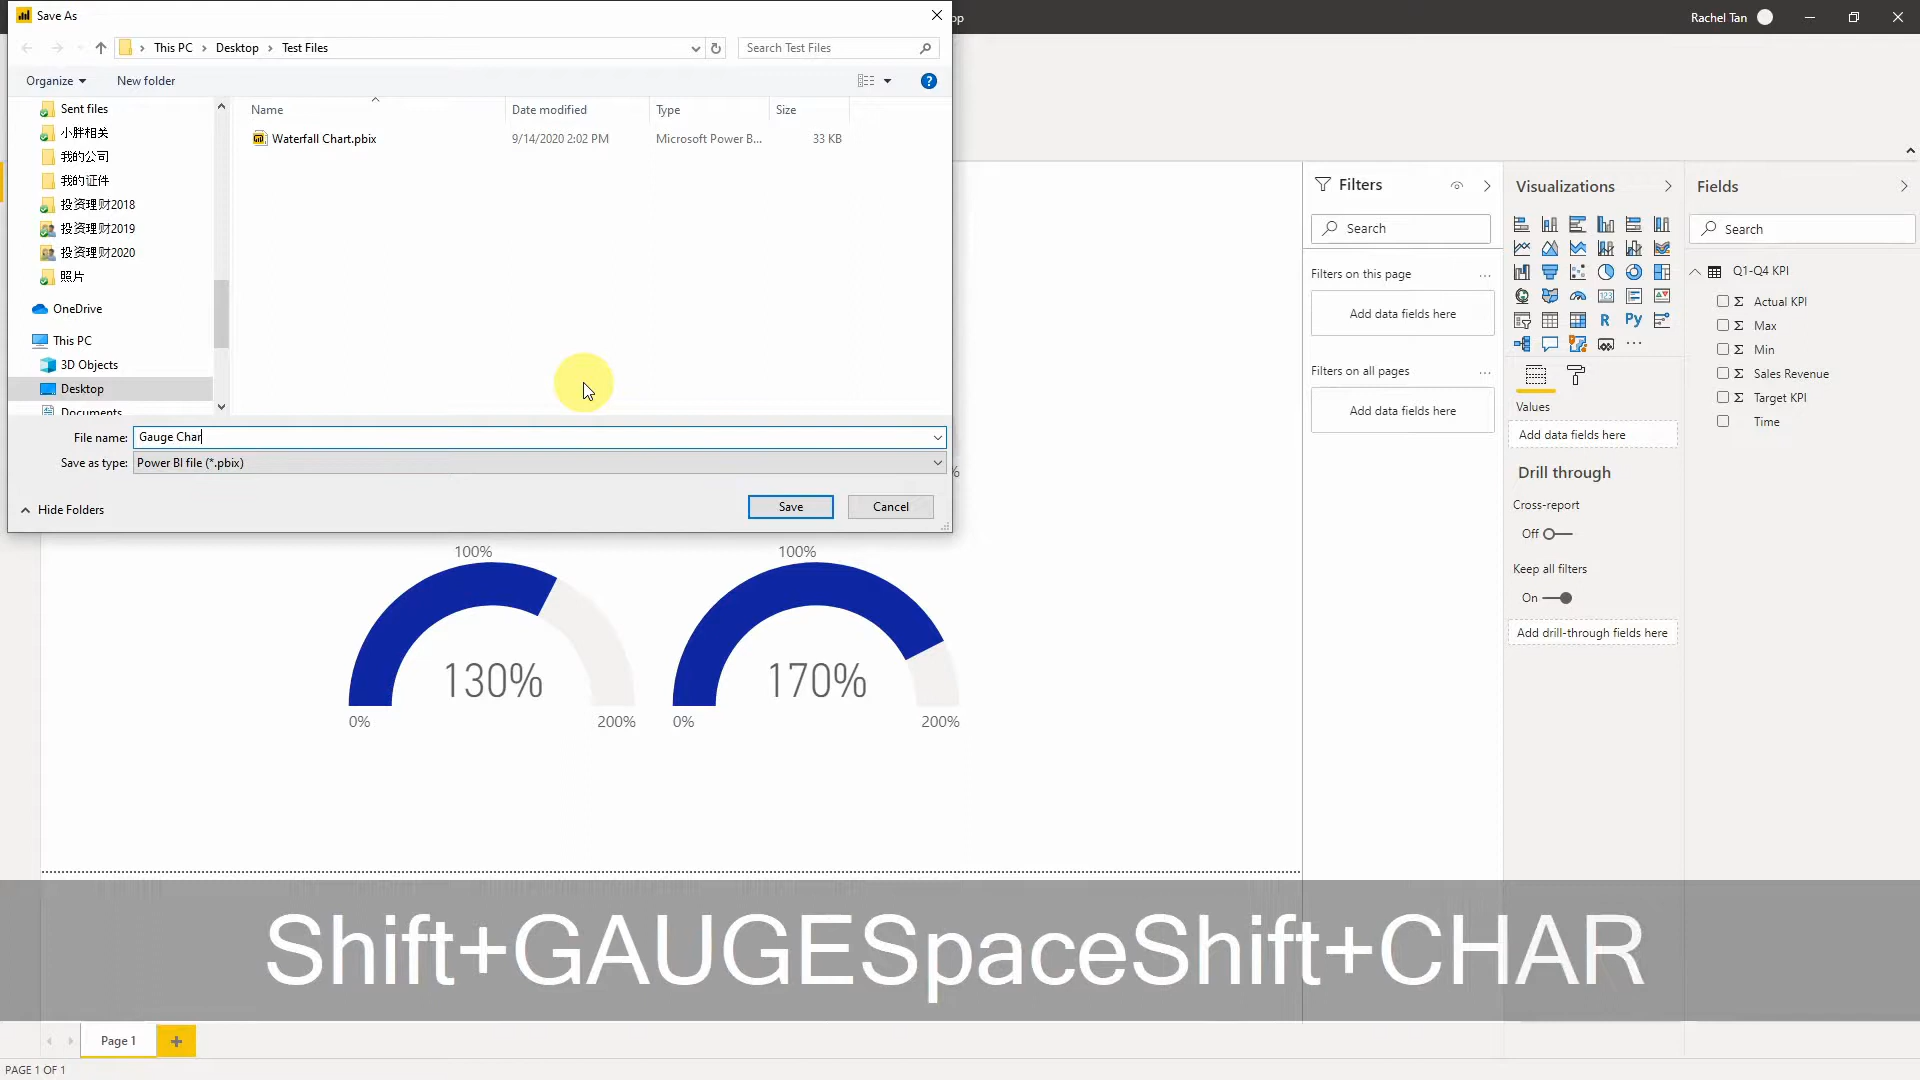 Save As
op
Rachel Tan
This PC > Desktop > Test Files
Search Test Files
Organize
New folder
?
Sent files
小胖相关
我的公司
我的证件
投资理财2018
投资理财2019
投资理财2020
照片
OneDrive
This PC
3D Objects
Desktop
Documents
Name
Date modified
Type
Size
Waterfall Chart.pbix
9/14/2020 2:02 PM
Microsoft Power B...
33 KB
File name:
Gauge Char
Save as type:
Power BI file (*.pbix)
Hide Folders
Save
Cancel
%
100%
130%
0%
200%
100%
170%
0%
200%
Filters
Search
Filters on this page
...
Add data fields here
Filters on all pages
...
Add data fields here
Visualizations
123
R
Py
...
Values
Add data fields here
Drill through
Cross-report
Off
Keep all filters
On
Add drill-through fields here
Fields
Search
Q1-Q4 KPI
Σ Actual KPI
Σ Max
Σ Min
Σ Sales Revenue
Σ Target KPI
Time
Shift+GAUGESpaceShift+CHAR
Page 1
+
PAGE 1 OF 1